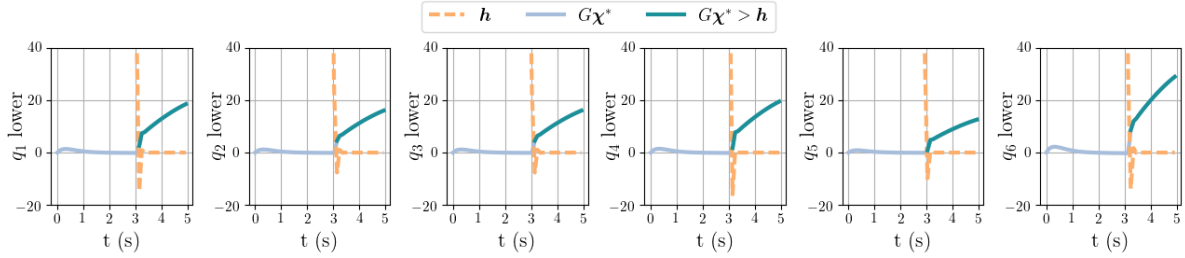 h Gχ* Gχ* > h
40 40 40 40 40 40
20 20 20 20 20 20
0 0 0 0 0 0
−20 −20 −20 −20 −20 −20
q1 lower q2 lower q3 lower q4 lower q5 lower q6 lower
0 1 2 3 4 5 0 1 2 3 4 5 0 1 2 3 4 5 0 1 2 3 4 5 0 1 2 3 4 5 0 1 2 3 4 5
t (s) t (s) t (s) t (s) t (s) t (s)